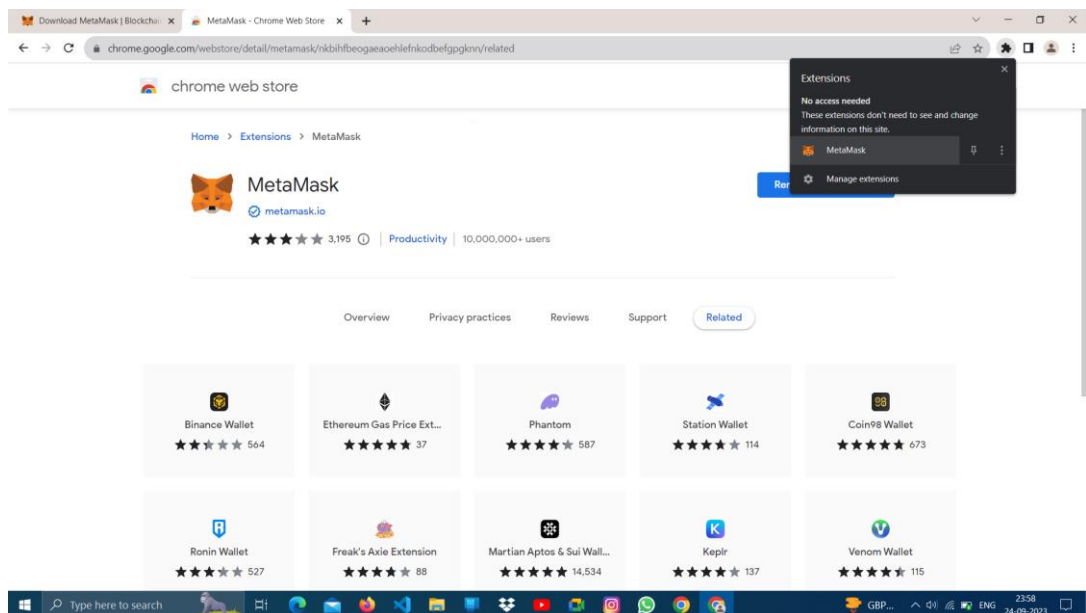 Download MetaMask | Blockchai
MetaMask - Chrome Web Store
chrome.google.com/webstore/detail/metamask/nkbihfbeogaeaoehlefnkodbefgpgknn/related
chrome web store
Extensions
No access needed
These extensions don't need to see and change
information on this site.
MetaMask
Manage extensions
Home > Extensions > MetaMask
MetaMask
metamask.io
3,195 Productivity 10,000,000+ users
Overview Privacy practices Reviews Support Related
Binance Wallet Ethereum Gas Price Ext... Phantom Station Wallet Coin98 Wallet
564 37 587 114 673
Ronin Wallet Freak's Axie Extension Martian Aptos & Sui Wall... Keplr Venom Wallet
527 88 14,534 137 115
Type here to search GBP... ENG 23:58
24-09-2023